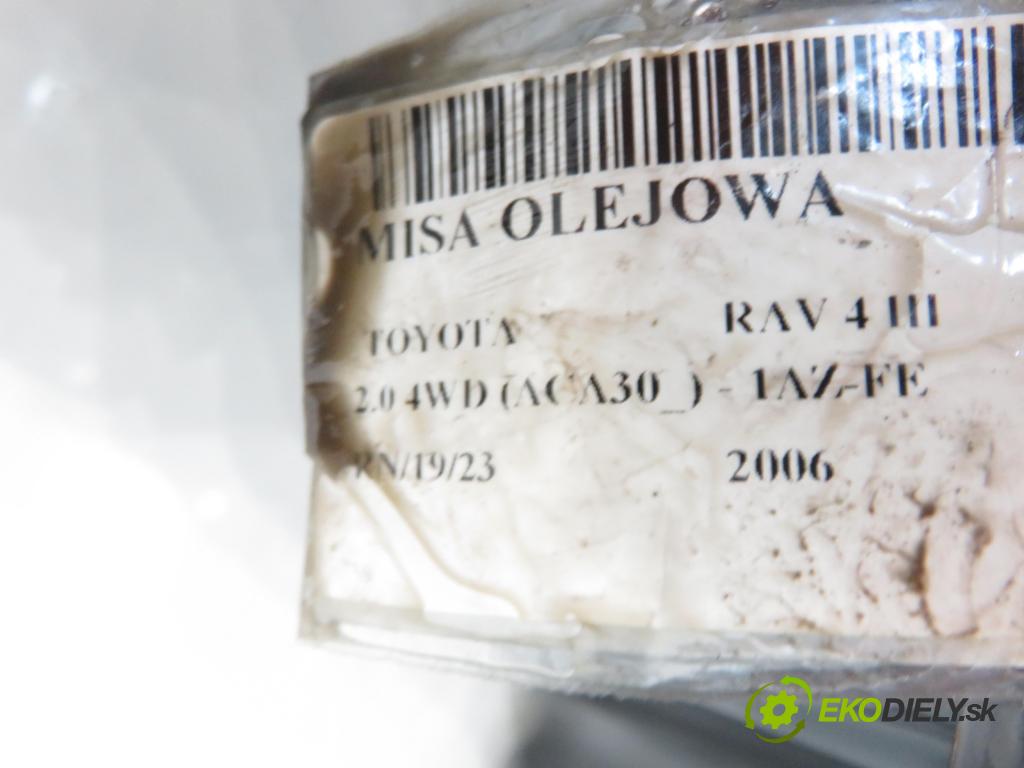 MISA OLEJOWA
TOYOTA RAV 4 III
2.0 4WD (ACA30_) - 1AZ-FE
RN/19/23 2006
EKODIELY.sk